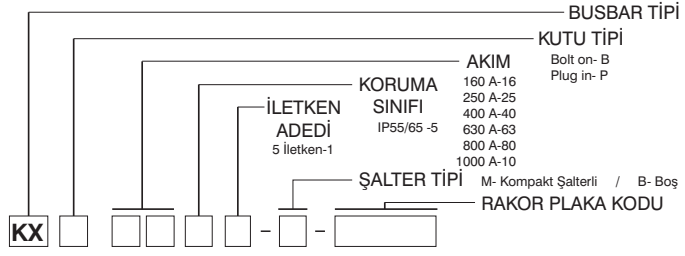 BUSBAR TİPİ
KUTU TİPİ
Bolt on- B
Plug in- P
AKIM
160 A-16
250 A-25
400 A-40
630 A-63
800 A-80
1000 A-10
KORUMA
SINIFI
IP55/65 -5
İLETKEN
ADEDİ
5 İletken-1
ŞALTER TİPİ M- Kompakt Şalterli / B- Boş
RAKOR PLAKA KODU
KX - -